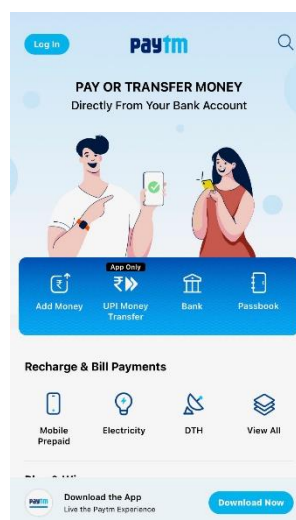 Log In
paytm
PAY OR TRANSFER MONEY
Directly From Your Bank Account
App Only
Add Money
UPI Money
Transfer
Bank
Passbook
Recharge & Bill Payments
Mobile
Prepaid
Electricity
DTH
View All
Paytm
Download the App
Live the Paytm Experience
Download Now